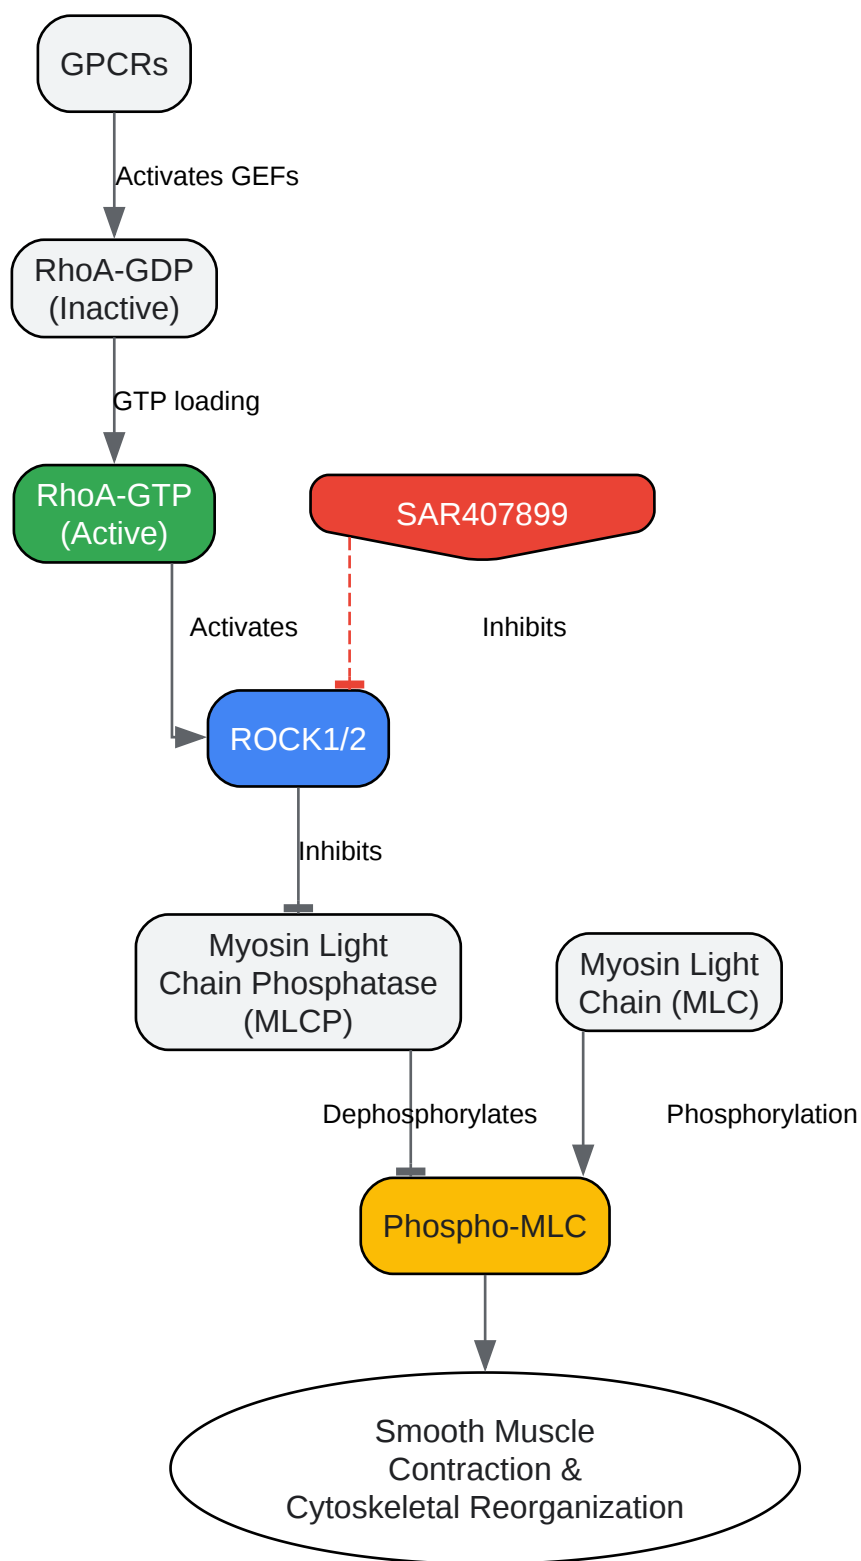 GPCRs
Activates GEFs
RhoA-GDP
(Inactive)
GTP loading
RhoA-GTP
(Active)
SAR407899
Activates
Inhibits
ROCK1/2
Inhibits
Myosin Light
Chain Phosphatase
(MLCP)
Myosin Light
Chain (MLC)
Dephosphorylates
Phosphorylation
Phospho-MLC
Smooth Muscle
Contraction &
Cytoskeletal Reorganization